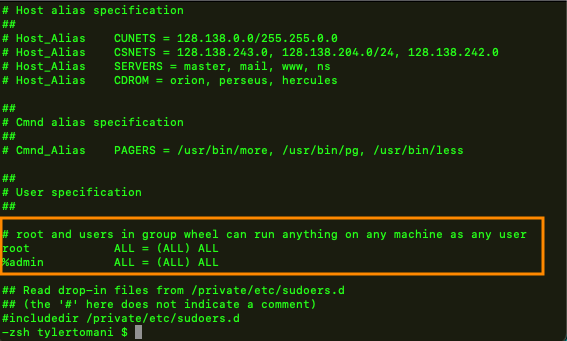 # Host alias specification
##
# Host_Alias    CUNETS = 128.138.0.0/255.255.0.0
# Host_Alias    CSNETS = 128.138.243.0, 128.138.204.0/24, 128.138.242.0
# Host_Alias    SERVERS = master, mail, www, ns
# Host_Alias    CDROM = orion, perseus, hercules

##
# Cmnd alias specification
##
# Cmnd_Alias    PAGERS = /usr/bin/more, /usr/bin/pg, /usr/bin/less

##
# User specification
##

# root and users in group wheel can run anything on any machine as any user
root            ALL = (ALL) ALL
%admin          ALL = (ALL) ALL

## Read drop-in files from /private/etc/sudoers.d
## (the '#' here does not indicate a comment)
#includedir /private/etc/sudoers.d
-zsh tylertomani $